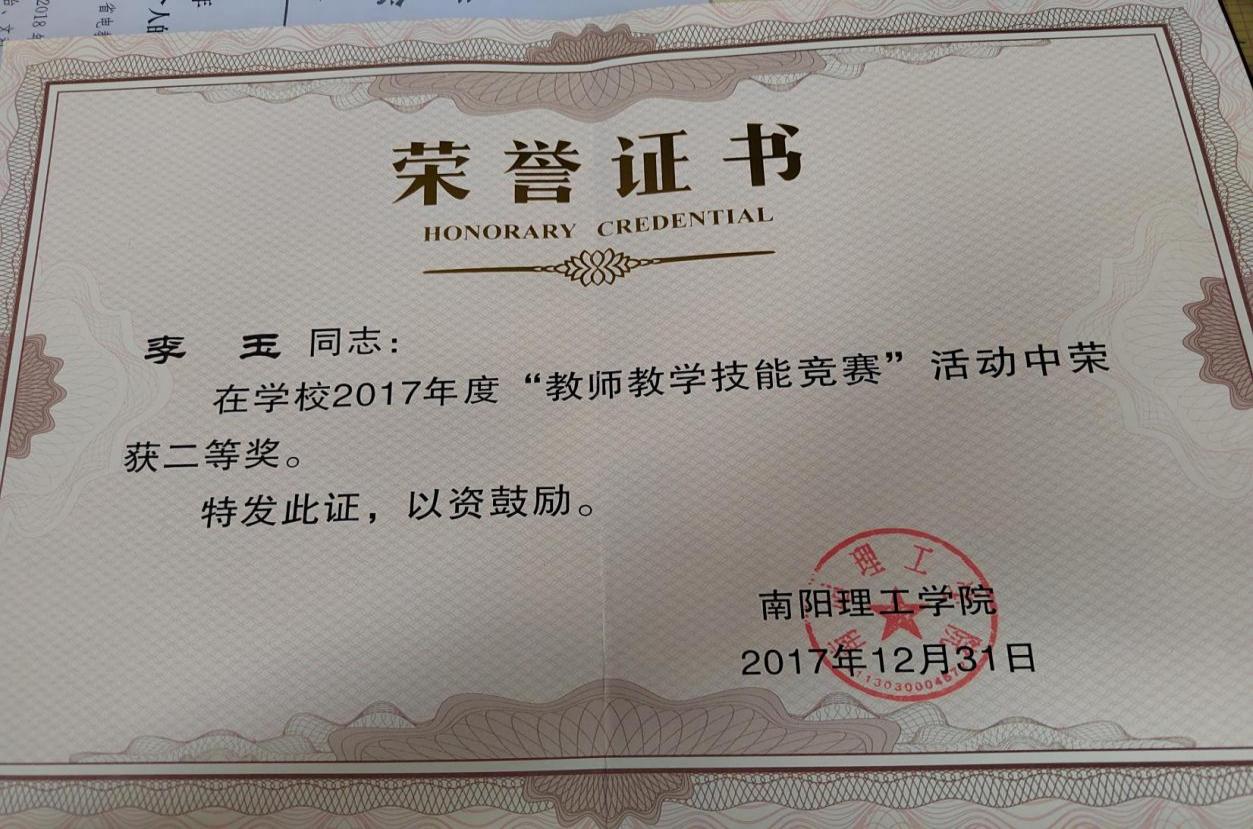 荣誉证书
HONORARY CREDENTIAL
李 玉 同志：
在学校2017年度“教师教学技能竞赛”活动中荣
获二等奖。
特发此证，以资鼓励。
南阳理工学院
2017年12月31日